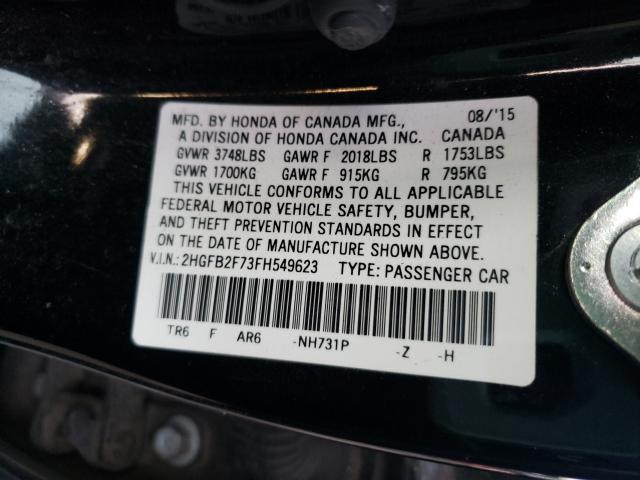 MFD. BY HONDA OF CANADA MFG., 08/'15
A DIVISION OF HONDA CANADA INC. CANADA
GVWR 3748LBS GAWR F 2018LBS R 1753LBS
GVWR 1700KG GAWR F 915KG R 795KG
THIS VEHICLE CONFORMS TO ALL APPLICABLE
FEDERAL MOTOR VEHICLE SAFETY, BUMPER,
AND THEFT PREVENTION STANDARDS IN EFFECT
ON THE DATE OF MANUFACTURE SHOWN ABOVE.
V.I.N.: 2HGFB2F73FH549623 TYPE: PASSENGER CAR
TR6 F AR6 -NH731P -Z -H